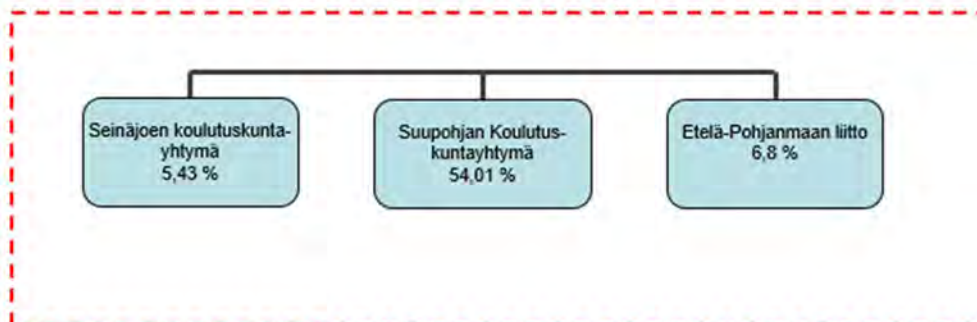 Seinäjoen koulutuskunta-
yhtymä
5,43 %
Suupohjan Koulutus-
kuntayhtymä
54,01 %
Etelä-Pohjanmaan liitto
6,8 %